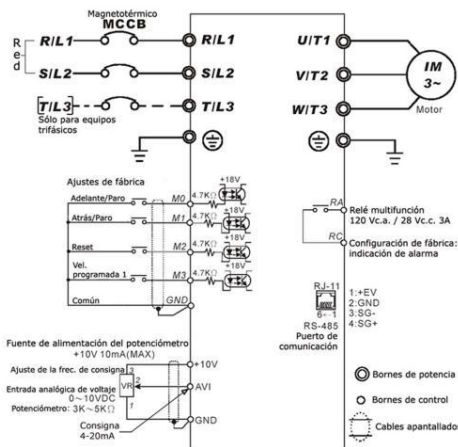 Magnetotérmico
MCCB
Red
R/L1
R/L1
S/L2
S/L2
T/L3
T/L3
Sólo para equipos
trifásicos
U/T1
V/T2
W/T3
IM
3~
Motor
Ajustes de fábrica
Adelante/Paro
M0
4.7KΩ
+18V
Atrás/Paro
M1
4.7KΩ
+18V
Reset
M2
4.7KΩ
+18V
Vel.
programada 1
M3
4.7KΩ
+18V
Común
GND
RA
Relé multifunción
120 Vc.a. / 28 Vc.c. 3A
RC
Configuración de fábrica:
indicación de alarma
RJ-11
6←1
RS-485
Puerto de
comunicación
1:+EV
2:GND
3:SG-
4:SG+
Fuente de alimentación del potenciómetro
+10V 10mA(MAX)
+10V
Ajuste de la frec. de consigna
3
VR
2
1
AVI
Entrada analógica de voltaje
0~10VDC
Potenciómetro: 3K~5KΩ
GND
Consigna
4-20mA
Bornes de potencia
Bornes de control
Cables apantallados